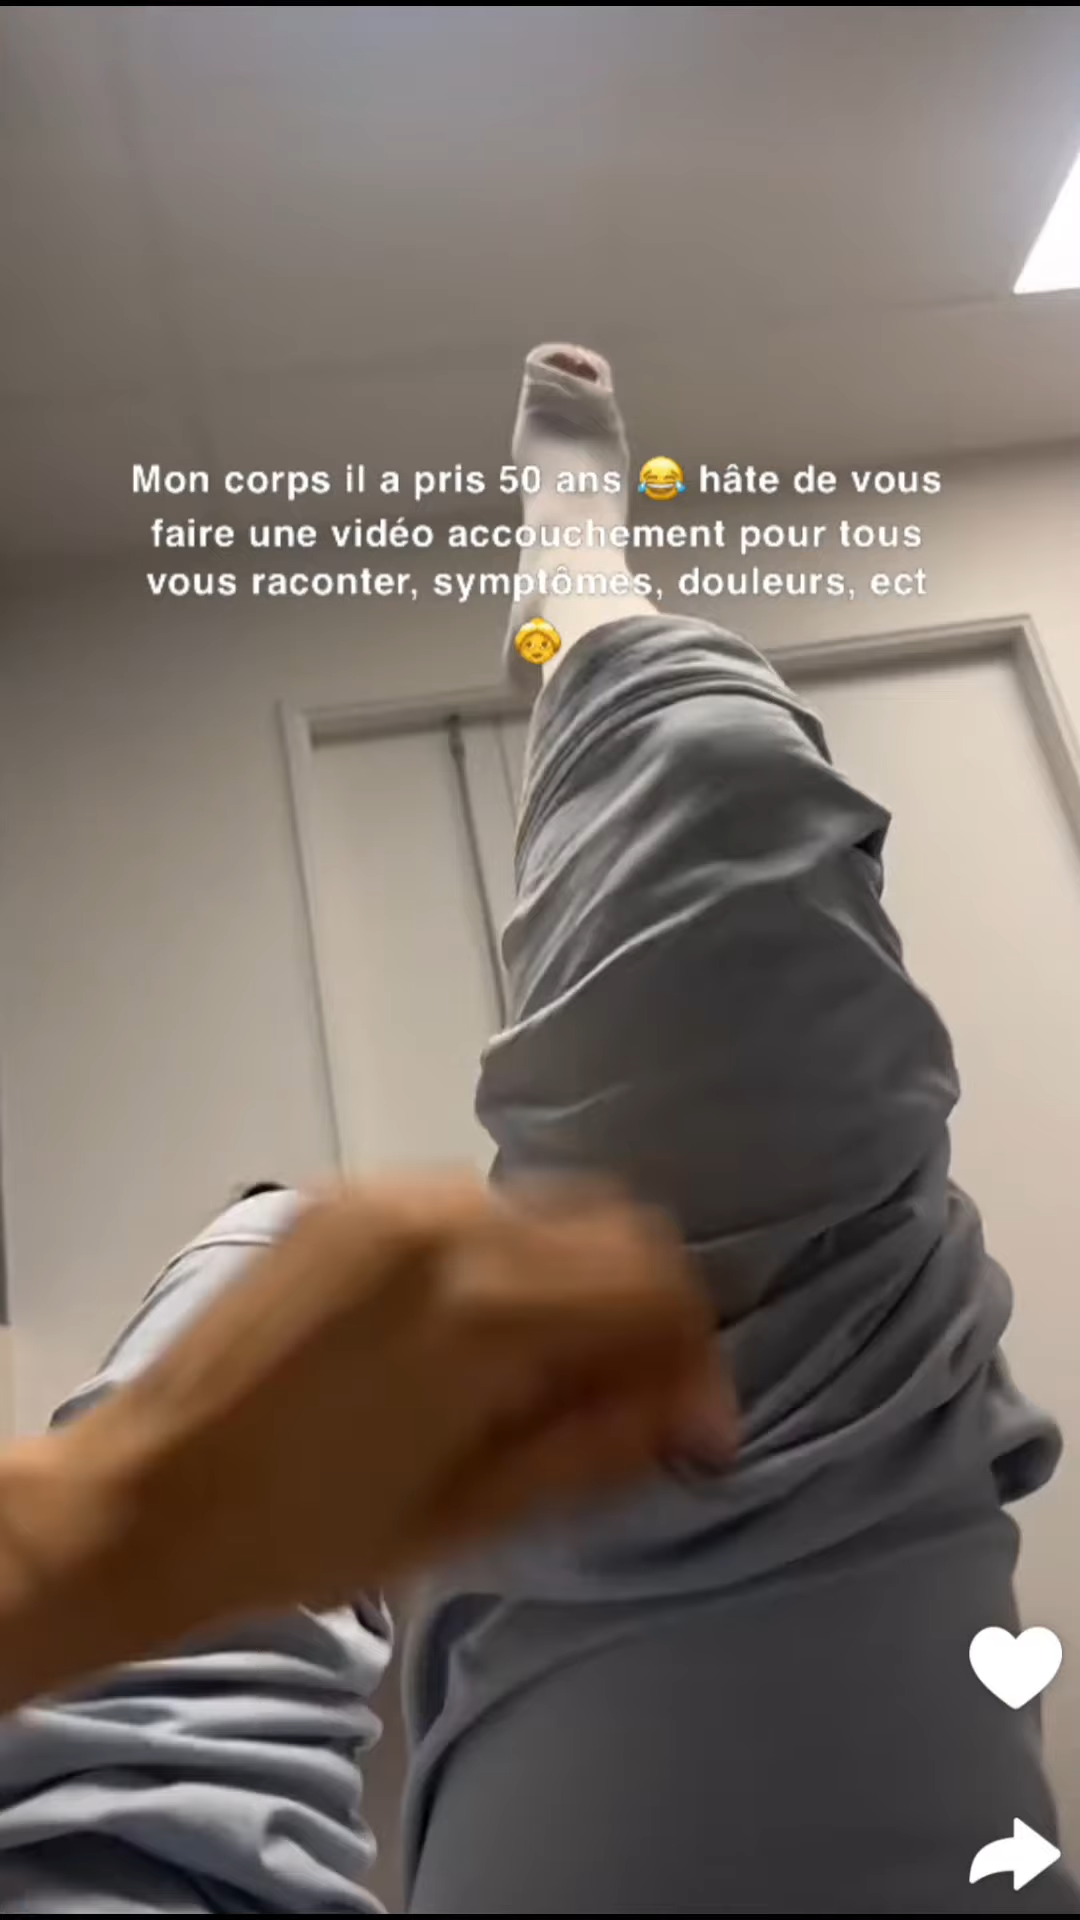 Mon corps il a pris 50 ans 😂 hâte de vous
faire une vidéo accouchement pour tous
vous raconter, symptômes, douleurs, ect
👵